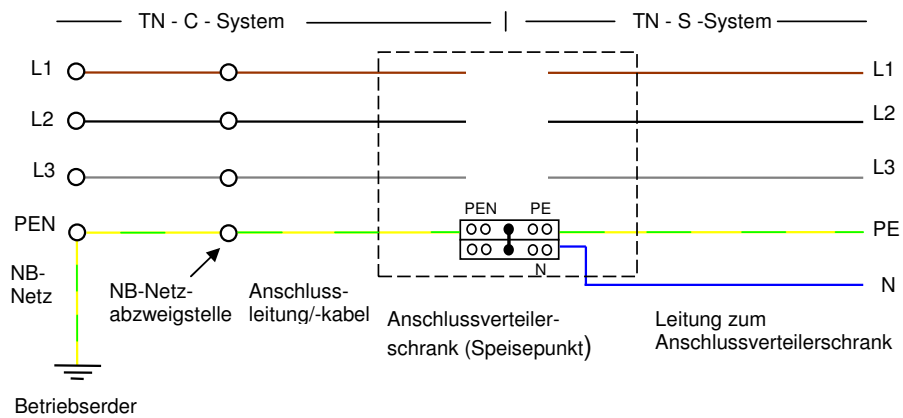 TN - C - System
TN - S -System
L1
L1
L2
L2
L3
L3
PEN
PEN
PE
PE
N
N
NB-
Netz
NB-Netz-
abzweigstelle
Anschluss-
leitung/-kabel
Anschlussverteiler-
schrank (Speisepunkt)
Leitung zum
Anschlussverteilerschrank
Betriebserder